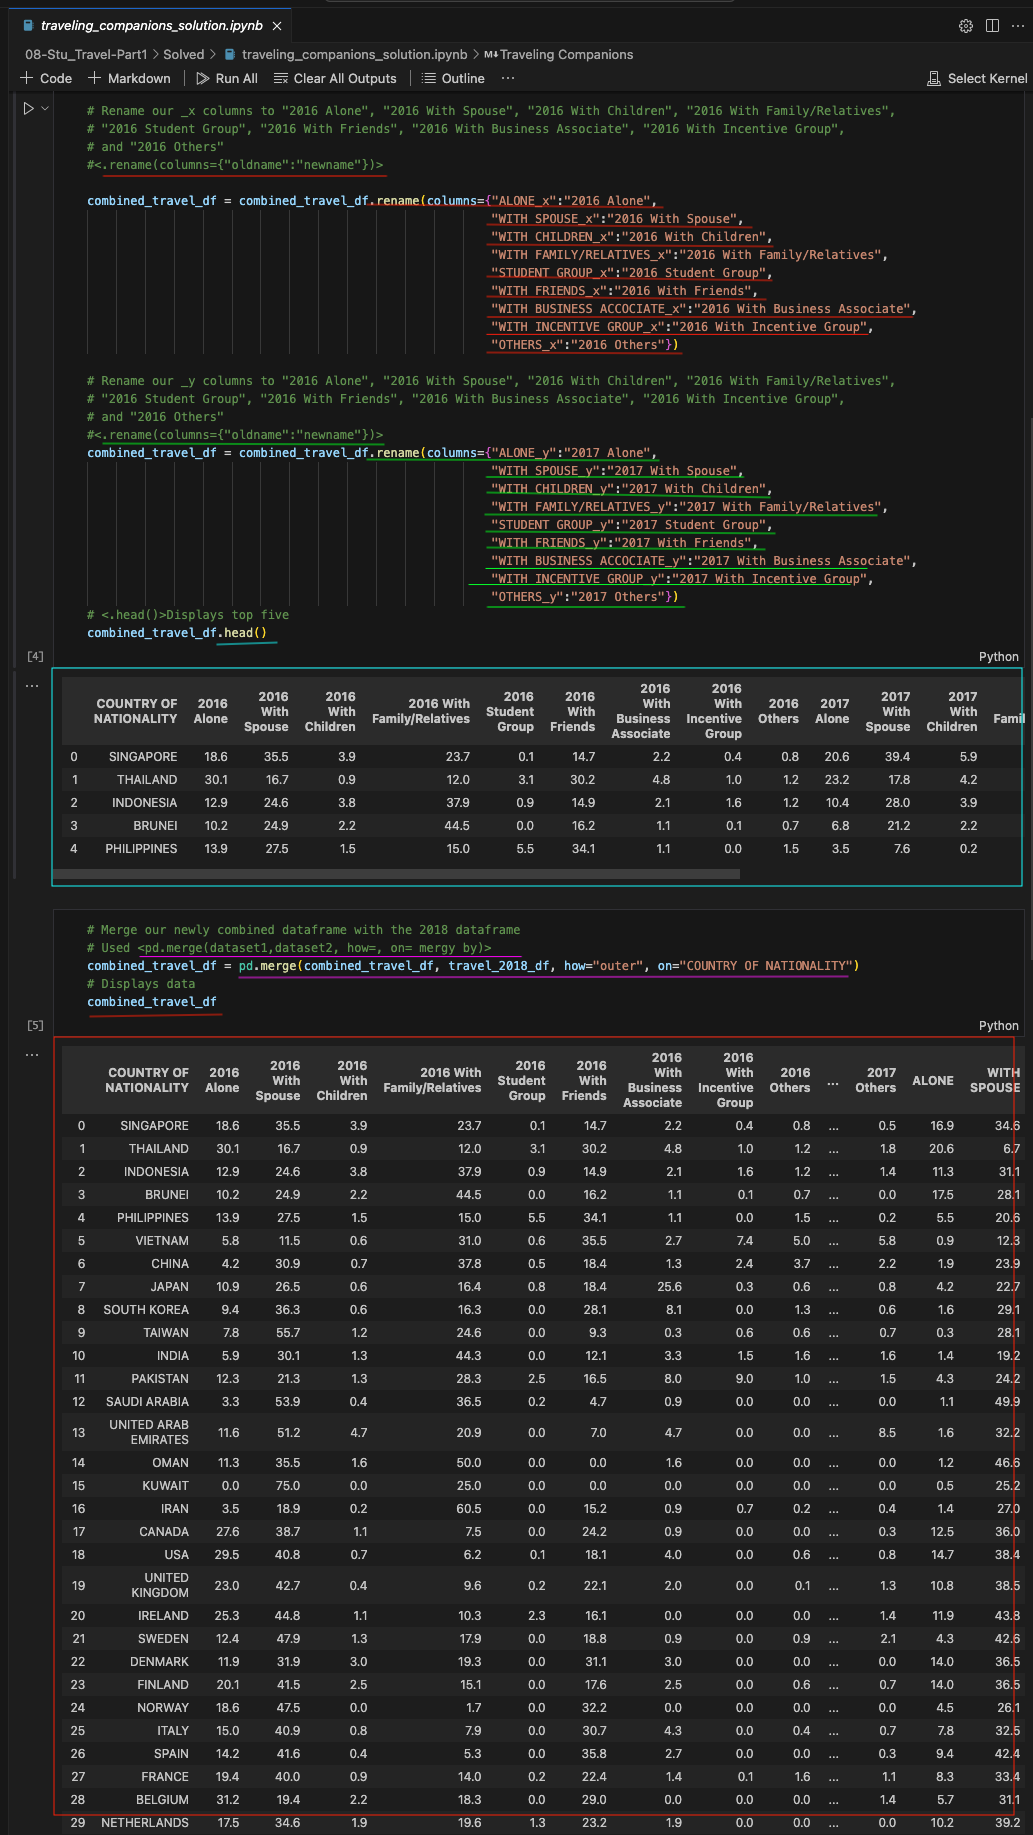 traveling_companions_solution.ipynb
08-Stu_Travel-Part1 > Solved > traveling_companions_solution.ipynb > M↓Traveling Companions
+ Code + Markdown Run All Clear All Outputs Outline ··· Select Kernel
# Rename our _x columns to "2016 Alone", "2016 With Spouse", "2016 With Children", "2016 With Family/Relatives",
# "2016 Student Group", "2016 With Friends", "2016 With Business Associate", "2016 With Incentive Group",
# and "2016 Others"
#<.rename(columns={"oldname":"newname"})>
combined_travel_df = combined_travel_df.rename(columns={"ALONE_x":"2016 Alone",
"WITH SPOUSE_x":"2016 With Spouse",
"WITH CHILDREN_x":"2016 With Children",
"WITH FAMILY/RELATIVES_x":"2016 With Family/Relatives",
"STUDENT GROUP_x":"2016 Student Group",
"WITH FRIENDS_x":"2016 With Friends",
"WITH BUSINESS ACCOCIATE_x":"2016 With Business Associate",
"WITH INCENTIVE GROUP_x":"2016 With Incentive Group",
"OTHERS_x":"2016 Others"})
# Rename our _y columns to "2016 Alone", "2016 With Spouse", "2016 With Children", "2016 With Family/Relatives",
# "2016 Student Group", "2016 With Friends", "2016 With Business Associate", "2016 With Incentive Group",
# and "2016 Others"
#<.rename(columns={"oldname":"newname"})>
combined_travel_df = combined_travel_df.rename(columns={"ALONE_y":"2017 Alone",
"WITH SPOUSE_y":"2017 With Spouse",
"WITH CHILDREN_y":"2017 With Children",
"WITH FAMILY/RELATIVES_y":"2017 With Family/Relatives",
"STUDENT GROUP_y":"2017 Student Group",
"WITH FRIENDS_y":"2017 With Friends",
"WITH BUSINESS ACCOCIATE_y":"2017 With Business Associate",
"WITH INCENTIVE GROUP_y":"2017 With Incentive Group",
"OTHERS_y":"2017 Others"})
# <.head()>Displays top five
combined_travel_df.head()
[4] Python
COUNTRY OF NATIONALITY 2016 Alone 2016 With Spouse 2016 With Children 2016 With Family/Relatives 2016 Student Group 2016 With Friends 2016 With Business Associate 2016 With Incentive Group 2016 Others 2017 Alone 2017 With Spouse 2017 With Children Famil
0 SINGAPORE 18.6 35.5 3.9 23.7 0.1 14.7 2.2 0.4 0.8 20.6 39.4 5.9
1 THAILAND 30.1 16.7 0.9 12.0 3.1 30.2 4.8 1.0 1.2 23.2 17.8 4.2
2 INDONESIA 12.9 24.6 3.8 37.9 0.9 14.9 2.1 1.6 1.2 10.4 28.0 3.9
3 BRUNEI 10.2 24.9 2.2 44.5 0.0 16.2 1.1 0.1 0.7 6.8 21.2 2.2
4 PHILIPPINES 13.9 27.5 1.5 15.0 5.5 34.1 1.1 0.0 1.5 3.5 7.6 0.2
# Merge our newly combined dataframe with the 2018 dataframe
# Used <pd.merge(dataset1,dataset2, how=, on= mergy by)>
combined_travel_df = pd.merge(combined_travel_df, travel_2018_df, how="outer", on="COUNTRY OF NATIONALITY")
# Displays data
combined_travel_df
[5] Python
COUNTRY OF NATIONALITY 2016 Alone 2016 With Spouse 2016 With Children 2016 With Family/Relatives 2016 Student Group 2016 With Friends 2016 With Business Associate 2016 With Incentive Group 2016 Others ... 2017 Others ALONE WITH SPOUSE
0 SINGAPORE 18.6 35.5 3.9 23.7 0.1 14.7 2.2 0.4 0.8 ... 0.5 16.9 34.6
1 THAILAND 30.1 16.7 0.9 12.0 3.1 30.2 4.8 1.0 1.2 ... 1.8 20.6 6.7
2 INDONESIA 12.9 24.6 3.8 37.9 0.9 14.9 2.1 1.6 1.2 ... 1.4 11.3 31.1
3 BRUNEI 10.2 24.9 2.2 44.5 0.0 16.2 1.1 0.1 0.7 ... 0.0 17.5 28.1
4 PHILIPPINES 13.9 27.5 1.5 15.0 5.5 34.1 1.1 0.0 1.5 ... 0.2 5.5 20.6
5 VIETNAM 5.8 11.5 0.6 31.0 0.6 35.5 2.7 7.4 5.0 ... 5.8 0.9 12.3
6 CHINA 4.2 30.9 0.7 37.8 0.5 18.4 1.3 2.4 3.7 ... 2.2 1.9 23.9
7 JAPAN 10.9 26.5 0.6 16.4 0.8 18.4 25.6 0.3 0.6 ... 0.8 4.2 22.7
8 SOUTH KOREA 9.4 36.3 0.6 16.3 0.0 28.1 8.1 0.0 1.3 ... 0.6 1.6 29.1
9 TAIWAN 7.8 55.7 1.2 24.6 0.0 9.3 0.3 0.6 0.6 ... 0.7 0.3 28.1
10 INDIA 5.9 30.1 1.3 44.3 0.0 12.1 3.3 1.5 1.6 ... 1.6 1.4 19.2
11 PAKISTAN 12.3 21.3 1.3 28.3 2.5 16.5 8.0 9.0 1.0 ... 1.5 4.3 24.2
12 SAUDI ARABIA 3.3 53.9 0.4 36.5 0.2 4.7 0.9 0.0 0.0 ... 0.0 1.1 49.9
13 UNITED ARAB EMIRATES 11.6 51.2 4.7 20.9 0.0 7.0 4.7 0.0 0.0 ... 8.5 1.6 32.2
14 OMAN 11.3 35.5 1.6 50.0 0.0 0.0 1.6 0.0 0.0 ... 0.0 1.2 46.6
15 KUWAIT 0.0 75.0 0.0 25.0 0.0 0.0 0.0 0.0 0.0 ... 0.0 0.5 25.2
16 IRAN 3.5 18.9 0.2 60.5 0.0 15.2 0.9 0.7 0.2 ... 0.4 1.4 27.0
17 CANADA 27.6 38.7 1.1 7.5 0.0 24.2 0.9 0.0 0.0 ... 0.3 12.5 36.0
18 USA 29.5 40.8 0.7 6.2 0.1 18.1 4.0 0.0 0.6 ... 0.8 14.7 38.4
19 UNITED KINGDOM 23.0 42.7 0.4 9.6 0.2 22.1 2.0 0.0 0.1 ... 1.3 10.8 38.5
20 IRELAND 25.3 44.8 1.1 10.3 2.3 16.1 0.0 0.0 0.0 ... 1.4 11.9 43.8
21 SWEDEN 12.4 47.9 1.3 17.9 0.0 18.8 0.9 0.0 0.9 ... 2.1 4.3 42.6
22 DENMARK 11.9 31.9 3.0 19.3 0.0 31.1 3.0 0.0 0.0 ... 0.0 14.0 36.5
23 FINLAND 20.1 41.5 2.5 15.1 0.0 17.6 2.5 0.0 0.6 ... 0.7 14.0 36.5
24 NORWAY 18.6 47.5 0.0 1.7 0.0 32.2 0.0 0.0 0.0 ... 0.0 4.5 26.1
25 ITALY 15.0 40.9 0.8 7.9 0.0 30.7 4.3 0.0 0.4 ... 0.7 7.8 32.5
26 SPAIN 14.2 41.6 0.4 5.3 0.0 35.8 2.7 0.0 0.0 ... 0.3 9.4 42.4
27 FRANCE 19.4 40.0 0.9 14.0 0.2 22.4 1.4 0.1 1.6 ... 1.1 8.3 33.4
28 BELGIUM 31.2 19.4 2.2 18.3 0.0 29.0 0.0 0.0 0.0 ... 1.4 5.7 31.1
29 NETHERLANDS 17.5 34.6 1.9 19.6 1.3 23.2 1.9 0.0 0.0 ... 0.0 10.2 39.2